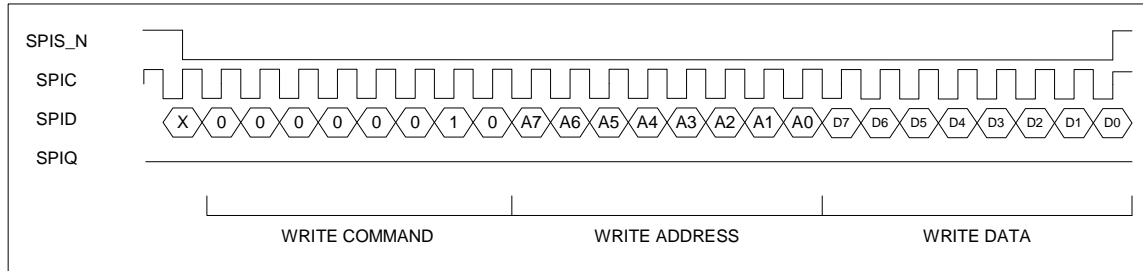 SPIS_N
SPIC
SPID X 0 0 0 0 0 0 1 0 A7 A6 A5 A4 A3 A2 A1 A0 D7 D6 D5 D4 D3 D2 D1 D0
SPIQ
WRITE COMMAND WRITE ADDRESS WRITE DATA